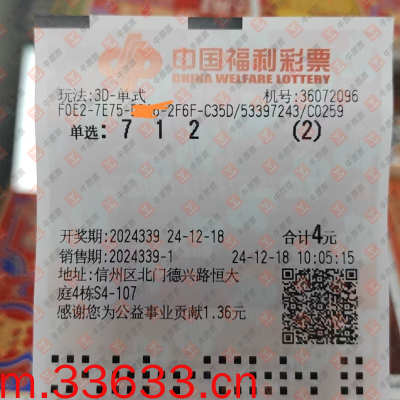 中国福利彩票
CHINA WELFARE LOTTERY
玩法:3D-单式 机号:36072096
F0E2-7E75- 6-2F6F-C35D/53397243/C0259
单选: 7 1 2 (2)
开奖期:2024339 24-12-18 合计4元
销售期:2024339-1 24-12-18 10:05:15
地址:信州区北门德兴路恒大
庭4栋S4-107
感谢您为公益事业贡献1.36元
m.33633.cn